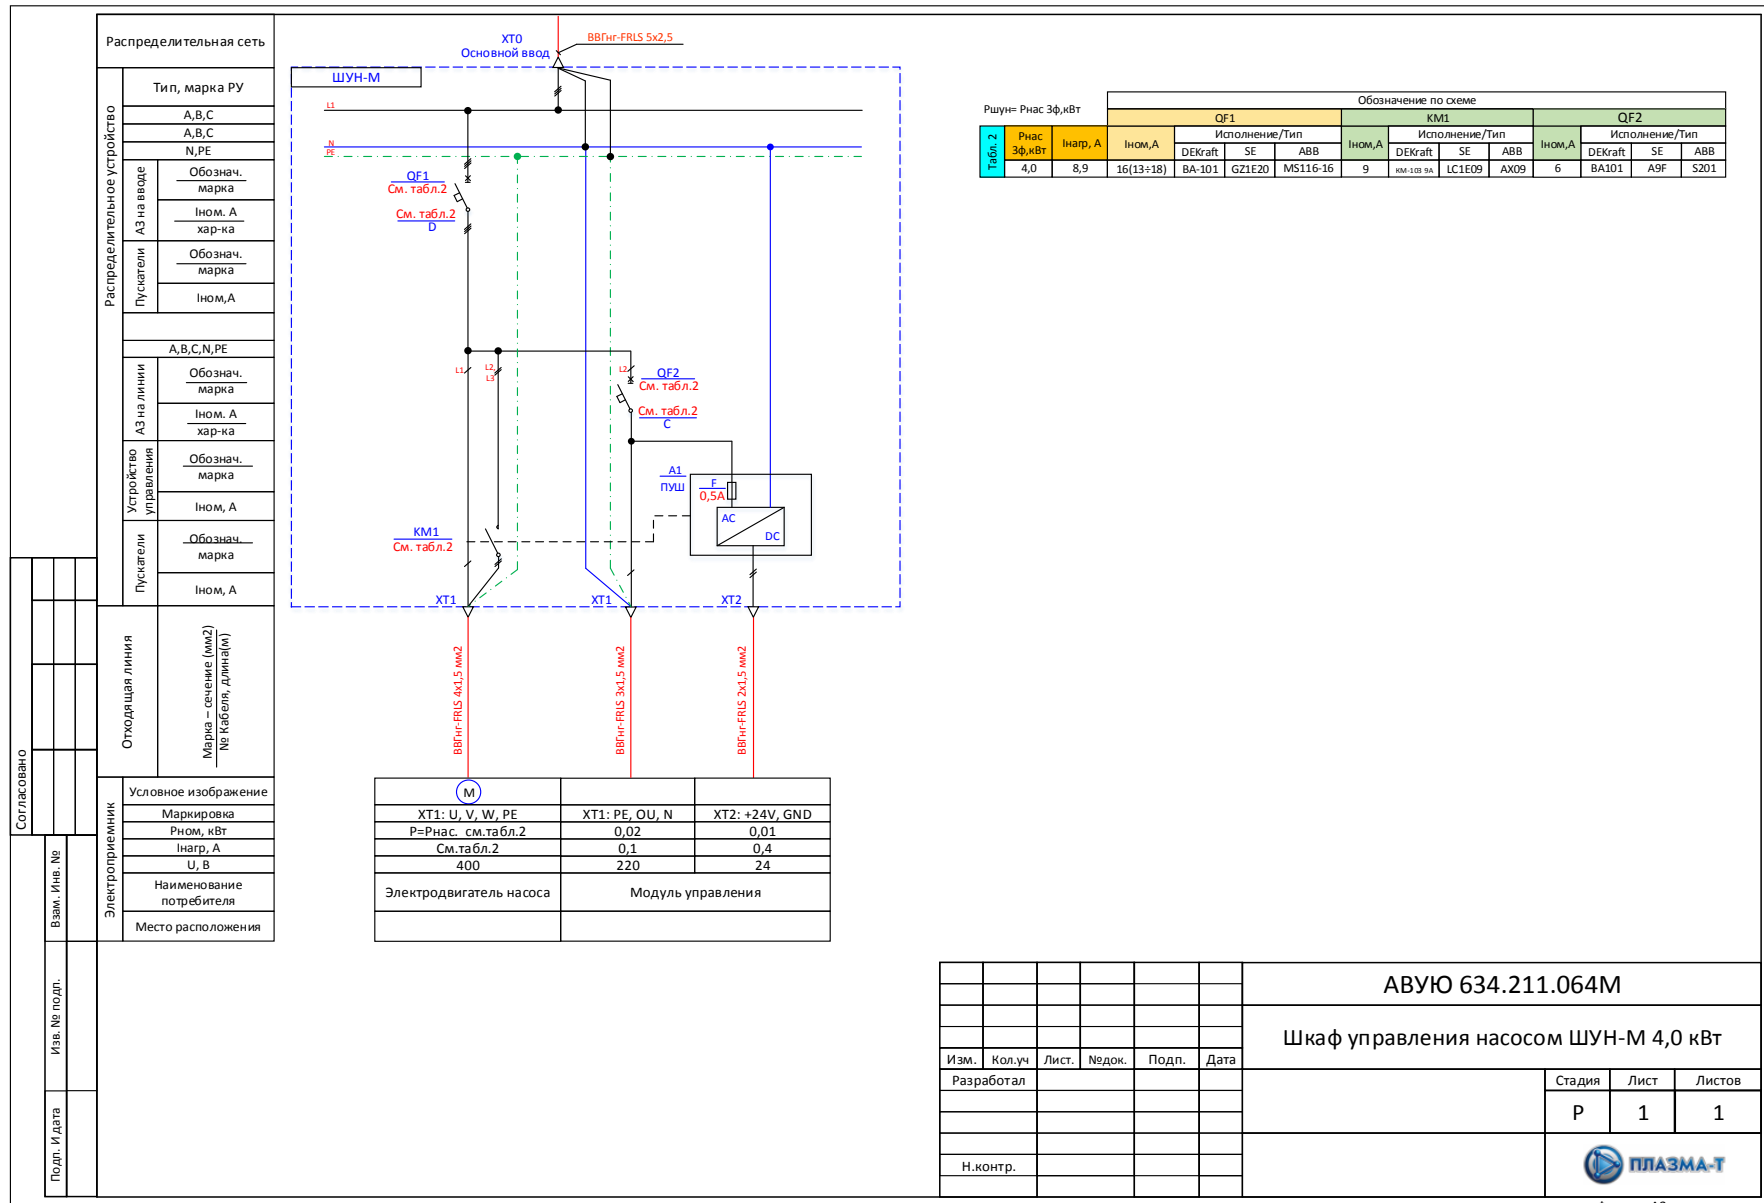 Распределительная сеть
Распределительное устройство
Тип, марка РУ
A,B,C
A,B,C
N,PE
АЗ на вводе
Обознач.
марка
Iном. А
хар-ка
Пускатели
Обознач.
марка
Iном,А
A,B,C,N,PE
АЗ на линии
Обознач.
марка
Iном. А
хар-ка
Устройство управления
Обознач.
марка
Iном, А
Пускатели
Обознач.
марка
Iном, А
Отходящая линия
Марка – сечение (мм2)
№ Кабеля, длина(м)
Электроприемник
Условное изображение
Маркировка
Рном, кВт
Iнагр, А
U, В
Наименование
потребителя
Место расположения
Согласовано
Взам. Инв. №
Изв. № подп.
Подп. И дата
XT0
Основной ввод
ВВГнг-FRLS 5x2,5
ШУН-М
L1
N
PE
QF1
См. табл.2
См. табл.2
D
L1
L2
L3
L2
QF2
См. табл.2
См. табл.2
C
A1
ПУШ
F
0,5А
AC
DC
KM1
См. табл.2
XT1
XT1
XT2
ВВГнг-FRLS 4x1,5 мм2
ВВГнг-FRLS 3x1,5 мм2
ВВГнг-FRLS 2x1,5 мм2
M
XT1: U, V, W, PE XT1: PE, OU, N XT2: +24V, GND
P=Pнас. см.табл.2 0,02 0,01
См.табл.2 0,1 0,4
400 220 24
Электродвигатель насоса Модуль управления
Ршун= Рнас 3ф,кВт
Обозначение по схеме
QF1 KM1 QF2
Табл. 2
Рнас
3ф,кВт
Iнагр, А
Iном,А Исполнение/Тип Iном,А Исполнение/Тип Iном,А Исполнение/Тип
DEKraft SE ABB DEKraft SE ABB DEKraft SE ABB
4,0 8,9 16(13÷18) BA-101 GZ1E20 MS116-16 9 КМ-103 9А LC1E09 AX09 6 BA101 A9F S201
АВУЮ 634.211.064М
Шкаф управления насосом ШУН-М 4,0 кВт
Изм. Кол.уч Лист. №док. Подп. Дата
Разработал
Стадия Лист Листов
Р 1 1
Н.контр.
ПЛАЗМА-Т